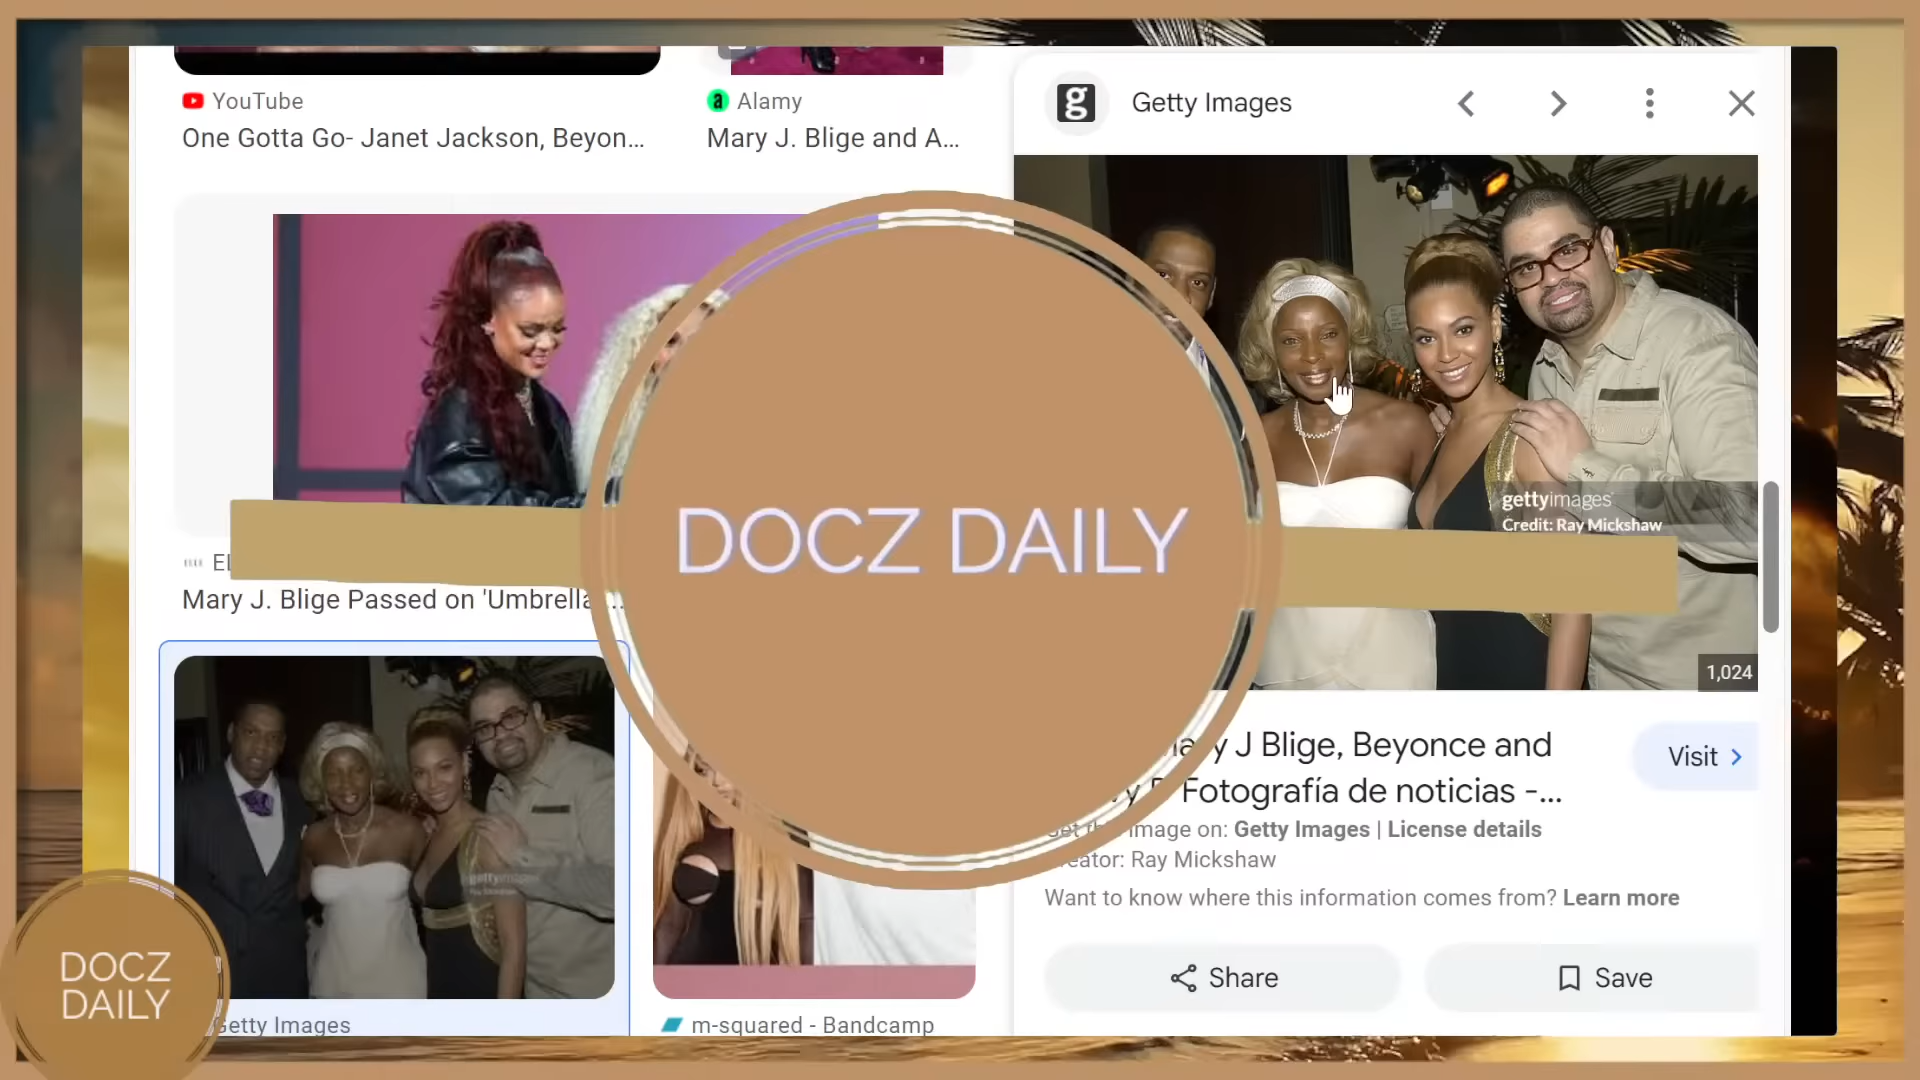 YouTube
One Gotta Go- Janet Jackson, Beyon...
Alamy
Mary J. Blige and A...
Getty Images
gettyimages
Credit: Ray Mickshaw
DOCZ DAILY
Mary J. Blige Passed on 'Umbrella'...
1,024
J Blige, Beyonce and
Fotografía de noticias -...
Visit
image on: Getty Images | License details
Ray Mickshaw
Want to know where this information comes from? Learn more
Share
Save
gettyimages
Getty Images
m-squared - Bandcamp
DOCZ
DAILY